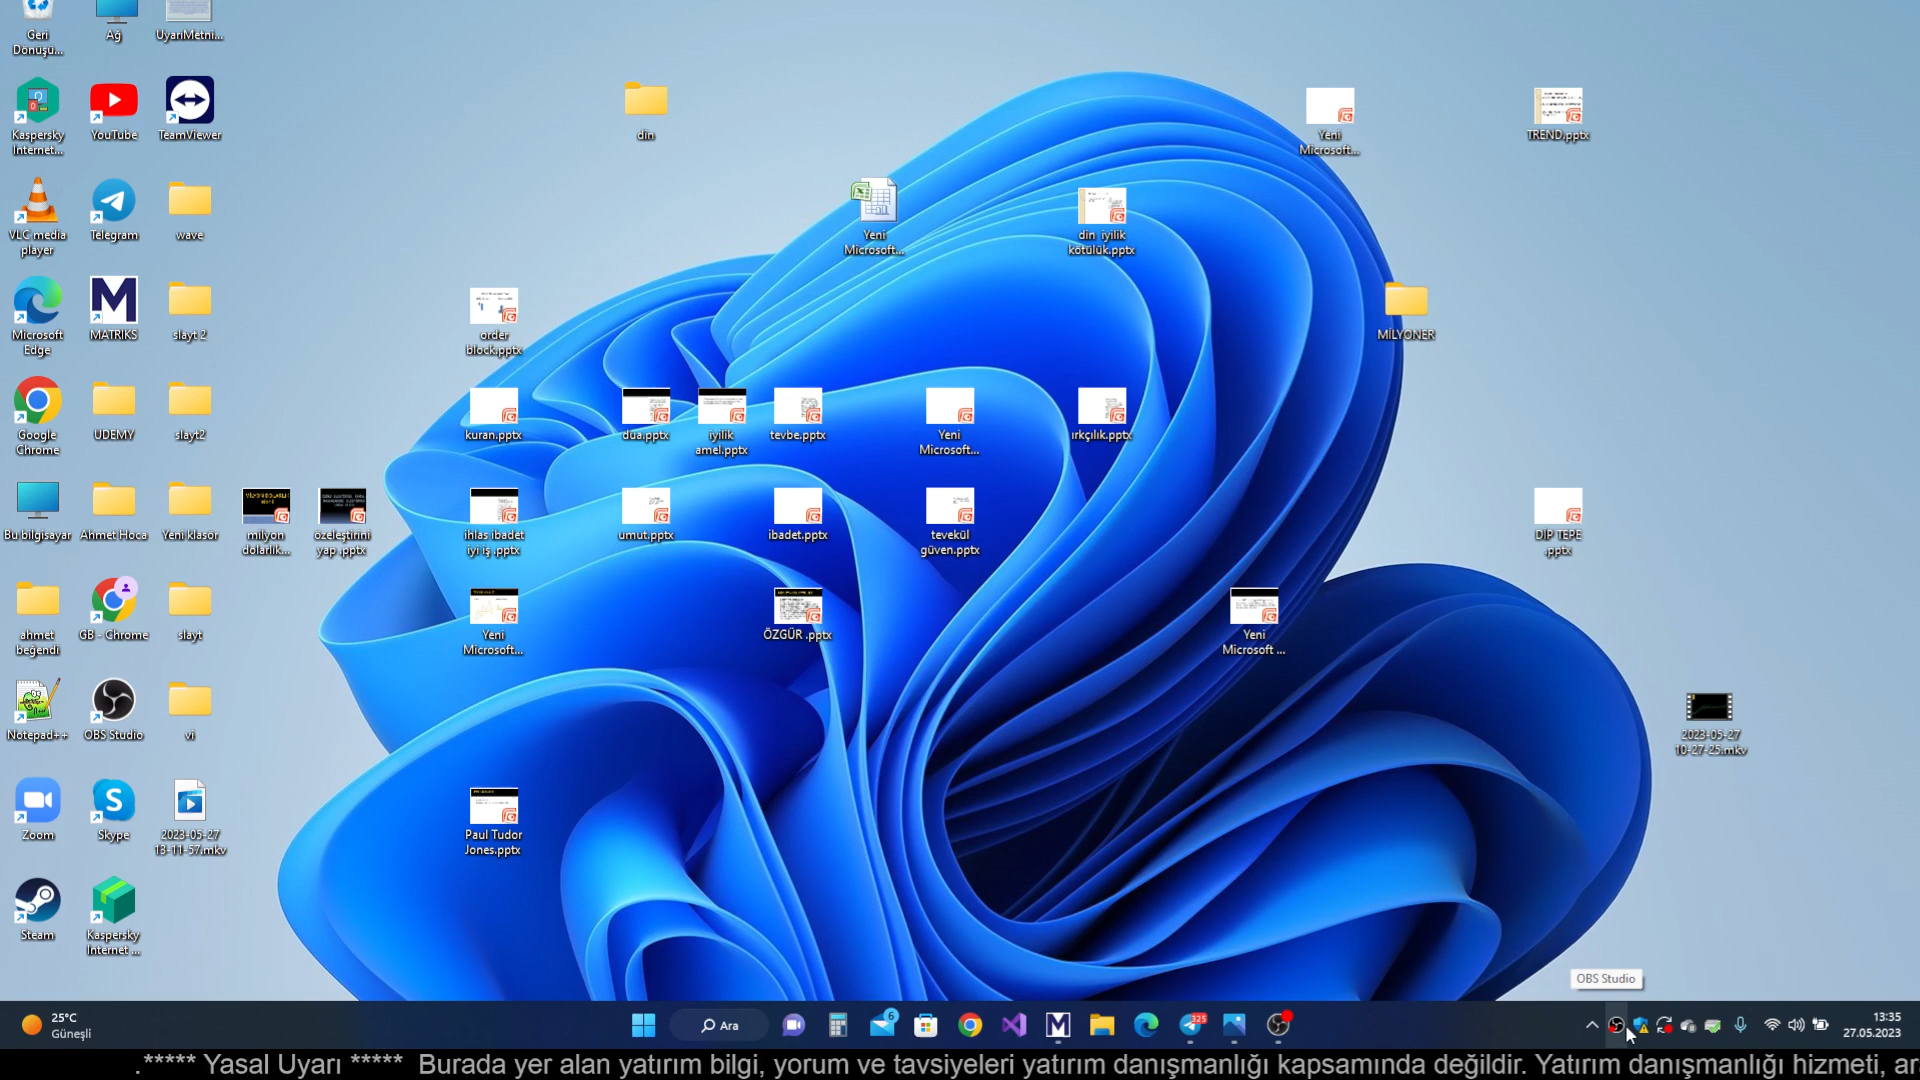 Geri
Dönüşü...
Ağ
UyarıMetni...
Kaspersky
Internet...
YouTube
TeamViewer
din
Yeni
Microsoft...
TREND.pptx
VLC media
player
Telegram
wave
Yeni
Microsoft...
din iyilik
kötülük.pptx
Microsoft
Edge
MATRIKS
slayt 2
order
block.pptx
MİLYONER
Google
Chrome
UDEMY
slayt2
kuran.pptx
dua.pptx
iyilik
amel.pptx
tevbe.pptx
Yeni
Microsoft...
ırkçılık.pptx
Bu bilgisayar
Ahmet Hoca
Yeni klasör
milyon
dolarlık...
özeleştirini
yap .pptx
ihlas ibadet
iyi iş .pptx
umut.pptx
ibadet.pptx
tevekül
güven.pptx
DİP TEPE
.pptx
ahmet
beğendi
GB - Chrome
slayt
Yeni
Microsoft...
ÖZGÜR .pptx
Yeni
Microsoft ...
Notepad++
OBS Studio
vi
2023-05-27
10-27-25.mkv
Zoom
Skype
2023-05-27
13-11-57.mkv
Paul Tudor
Jones.pptx
Steam
Kaspersky
Internet ...
OBS Studio
25°C
Güneşli
Ara
6
325
13:35
27.05.2023
.***** Yasal Uyarı ***** Burada yer alan yatırım bilgi, yorum ve tavsiyeleri yatırım danışmanlığı kapsamında değildir. Yatırım danışmanlığı hizmeti, ar